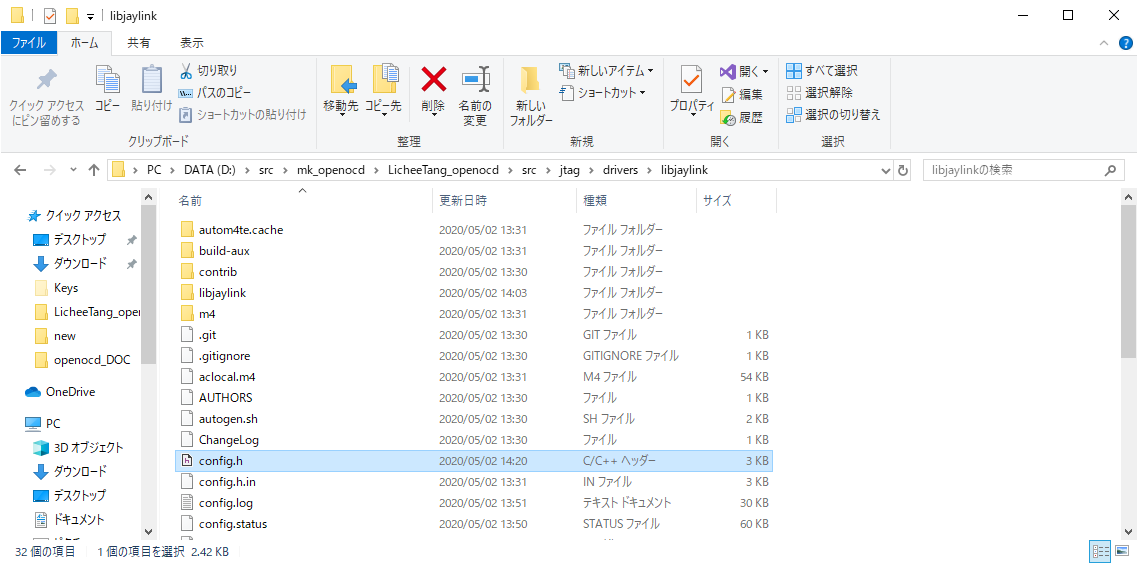 libjaylink
ファイル ホーム 共有 表示
クイック アクセスにピン留めする
コピー
貼り付け
切り取り
パスのコピー
ショートカットの貼り付け
クリップボード
移動先
コピー先
削除
名前の変更
整理
新しいフォルダー
新しいアイテム
ショートカット
新規
プロパティ
開く
編集
履歴
開く
すべて選択
選択解除
選択の切り替え
選択
PC DATA (D:) src mk_openocd LicheeTang_openocd src jtag drivers libjaylink
libjaylinkの検索
クイック アクセス
デスクトップ
ダウンロード
Keys
LicheeTang_oper
new
openocd_DOC
OneDrive
PC
3D オブジェクト
ダウンロード
デスクトップ
ドキュメント
名前 更新日時 種類 サイズ
autom4te.cache 2020/05/02 13:31 ファイル フォルダー
build-aux 2020/05/02 13:31 ファイル フォルダー
contrib 2020/05/02 13:30 ファイル フォルダー
libjaylink 2020/05/02 14:03 ファイル フォルダー
m4 2020/05/02 13:31 ファイル フォルダー
.git 2020/05/02 13:30 GIT ファイル 1 KB
.gitignore 2020/05/02 13:30 GITIGNORE ファイル 1 KB
aclocal.m4 2020/05/02 13:31 M4 ファイル 54 KB
AUTHORS 2020/05/02 13:30 ファイル 1 KB
autogen.sh 2020/05/02 13:30 SH ファイル 2 KB
ChangeLog 2020/05/02 13:30 ファイル 1 KB
config.h 2020/05/02 14:20 C/C++ ヘッダー 3 KB
config.h.in 2020/05/02 13:31 IN ファイル 3 KB
config.log 2020/05/02 13:51 テキスト ドキュメント 30 KB
config.status 2020/05/02 13:50 STATUS ファイル 60 KB
32 個の項目 1 個の項目を選択 2.42 KB